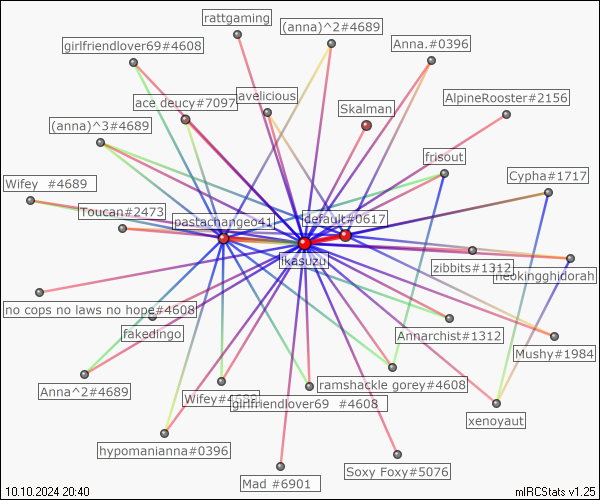 rattgaming
(anna)^2#4689
girlfriendlover69#4608
Anna.#0396
ace deucy#7097
avelicious
Skalman
AlpineRooster#2156
(anna)^3#4689
frisout
Wifey  #4689
Cypha#1717
Toucan#2473
pastachangeo41
default#0617
ikasuzu
zibbits#1312
neokingghidorah
no cops no laws no hope#4608
fakedingo
Annarchist#1312
Mushy#1984
Anna^2#4689
ramshackle gorey#4608
Wifey#4689
girlfriendlover69  #4608
xenoyaut
hypomanianna#0396
Mad #6901
Soxy Foxy#5076
10.10.2024 20:40
mIRCStats v1.25